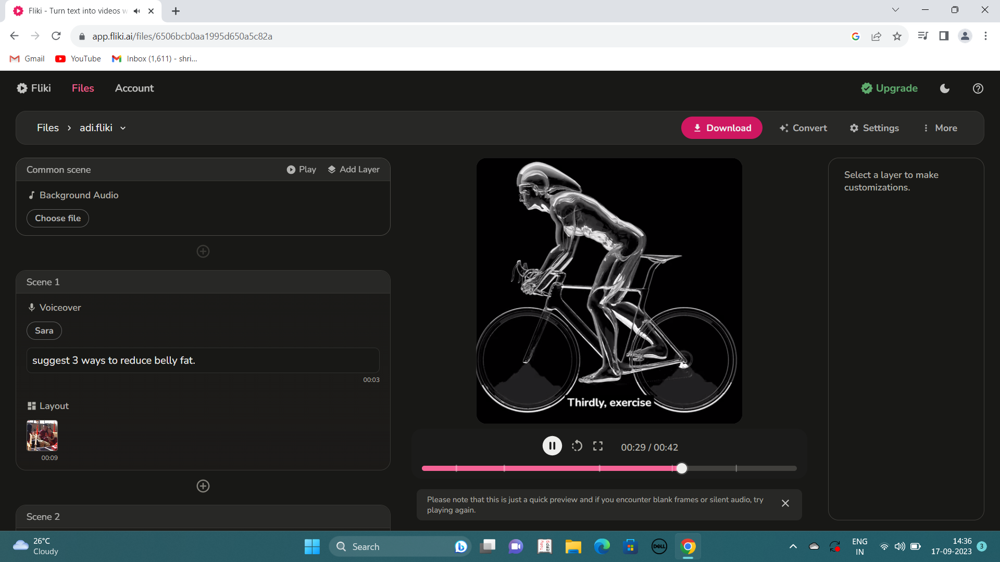 Fliki - Turn text into videos w
app.fliki.ai/files/6506bcb0aa1995d650a5c82a
Gmail
YouTube
Inbox (1,611) - shri...
Fliki
Files
Account
Upgrade
Files > adi.fliki
Download
Convert
Settings
More
Common scene
Play
Add Layer
Background Audio
Choose file
Scene 1
Voiceover
Sara
suggest 3 ways to reduce belly fat.
00:03
Layout
00:09
Scene 2
Thirdly, exercise
00:29 / 00:42
Please note that this is just a quick preview and if you encounter blank frames or silent audio, try
playing again.
Select a layer to make
customizations.
26°C
Cloudy
Search
Tally
ERP9
DELL
ENG
IN
14:36
17-09-2023
3